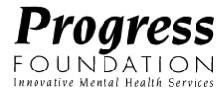 Progress
FOUNDATION
Innovative Mental Health Services